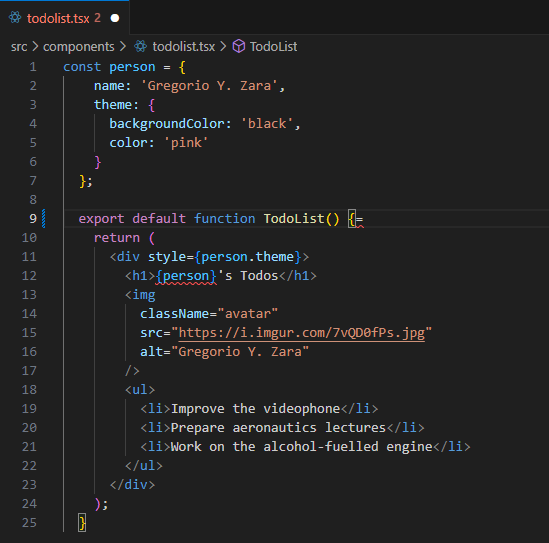 todolist.tsx 2
src > components > todolist.tsx > TodoList
1 const person = {
2 name: 'Gregorio Y. Zara',
3 theme: {
4 backgroundColor: 'black',
5 color: 'pink'
6 }
7 };
8
9 export default function TodoList() {=
10 return (
11 <div style={person.theme}>
12 <h1>{person}'s Todos</h1>
13 <img
14 className="avatar"
15 src="https://i.imgur.com/7vQD0fPs.jpg"
16 alt="Gregorio Y. Zara"
17 />
18 <ul>
19 <li>Improve the videophone</li>
20 <li>Prepare aeronautics lectures</li>
21 <li>Work on the alcohol-fuelled engine</li>
22 </ul>
23 </div>
24 );
25 }